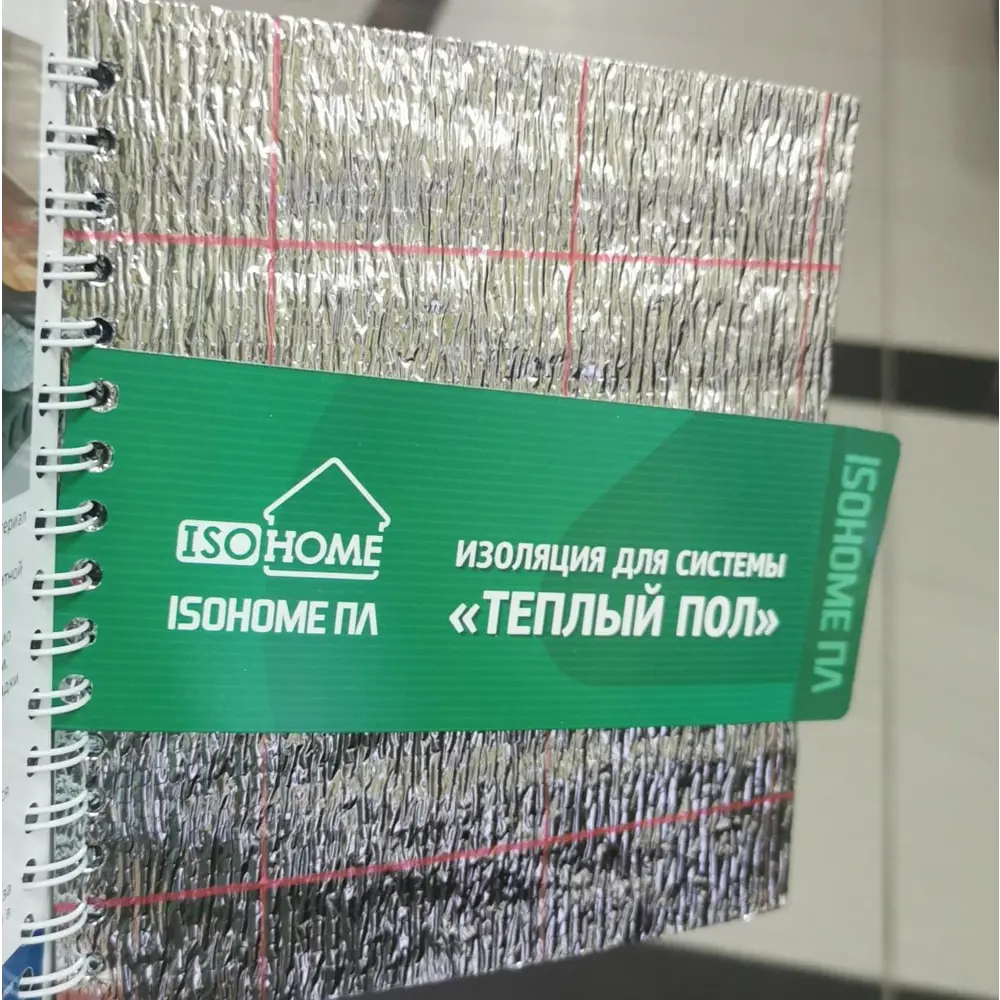 ISOHOME
ISOHOME ПЛ
ИЗОЛЯЦИЯ ДЛЯ СИСТЕМЫ
«ТЕПЛЫЙ ПОЛ»
ISOHOME ПЛ